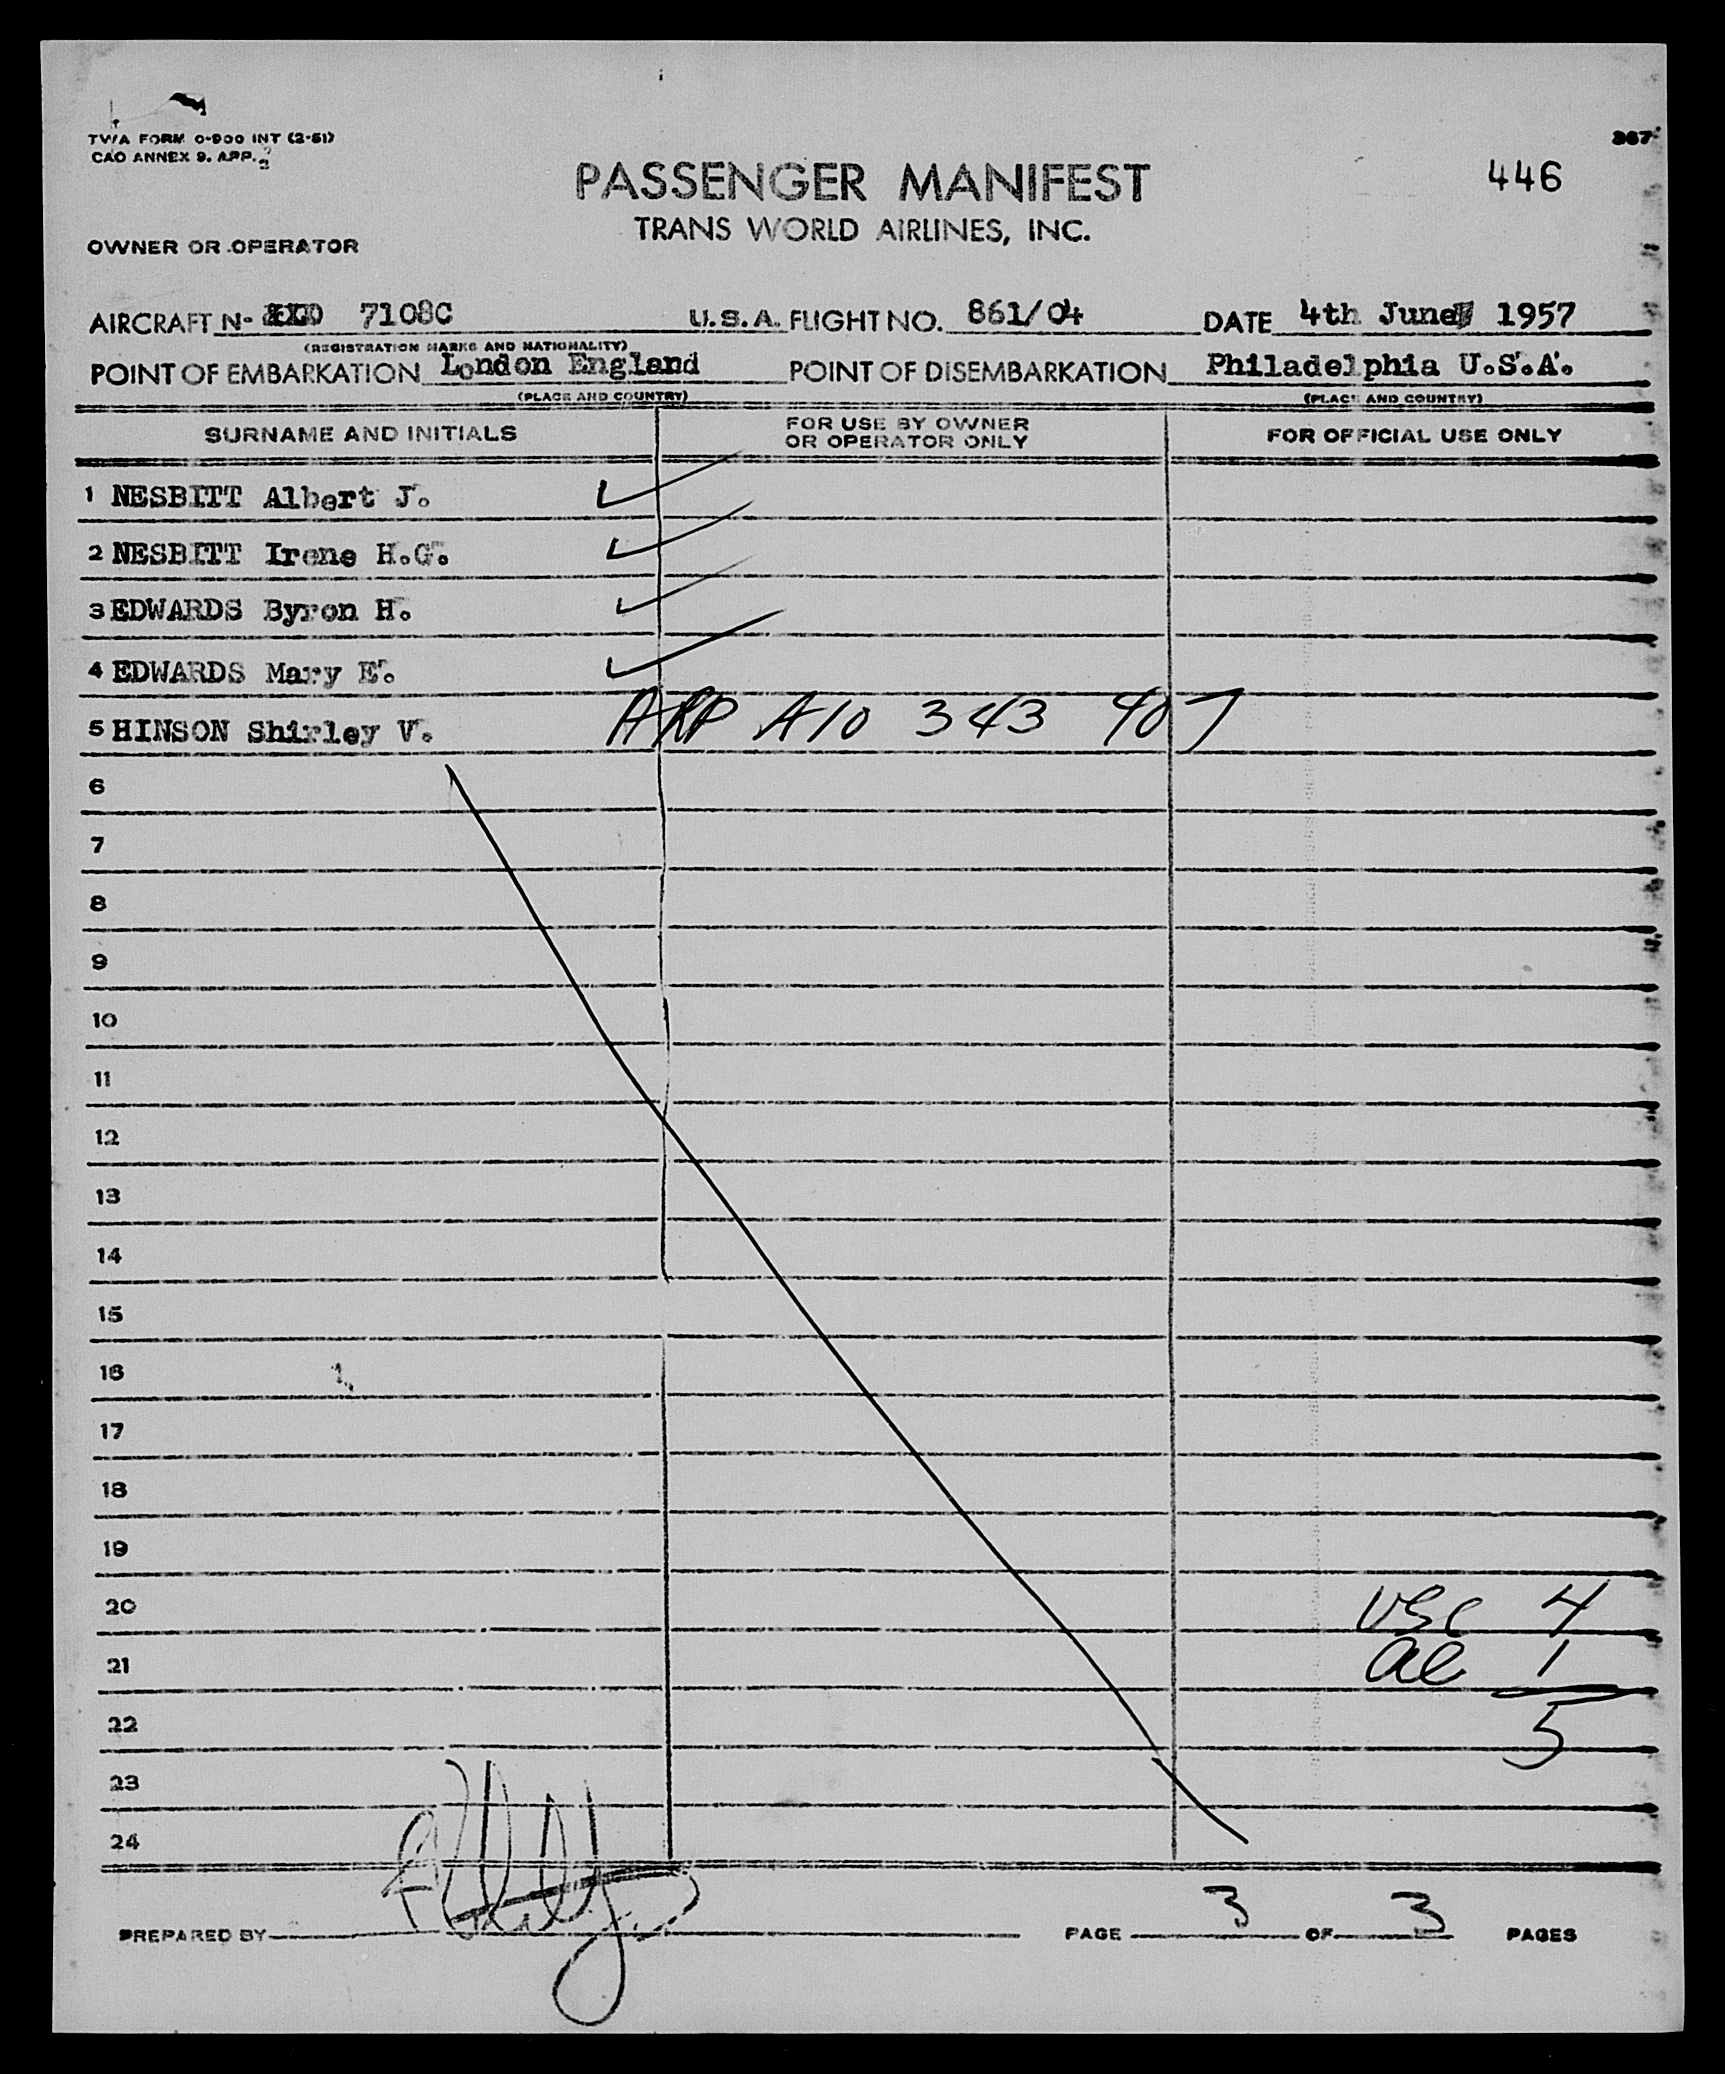 TWA FORM 0-900 INT (2-51)
CAO ANNEX 9. APP. 2
367
PASSENGER MANIFEST
446
TRANS WORLD AIRLINES, INC.
OWNER OR OPERATOR
AIRCRAFT N- 7108C U.S.A. FLIGHT NO. 861/04 DATE 4th June 1957
(REGISTRATION MARKS AND NATIONALITY)
POINT OF EMBARKATION London England POINT OF DISEMBARKATION Philadelphia U.S.A.
(PLACE AND COUNTRY) (PLACE AND COUNTRY)
SURNAME AND INITIALS FOR USE BY OWNER OR OPERATOR ONLY FOR OFFICIAL USE ONLY
1 NESBITT Albert J.
2 NESBITT Irene H.G.
3 EDWARDS Byron H.
4 EDWARDS Mary E.
5 HINSON Shirley V. ARP A10 343 407
6
7
8
9
10
11
12
13
14
15
16
17
18
19
20 USC 4
21 al 1
22 5
23
24
PREPARED BY PAGE 3 OF 3 PAGES